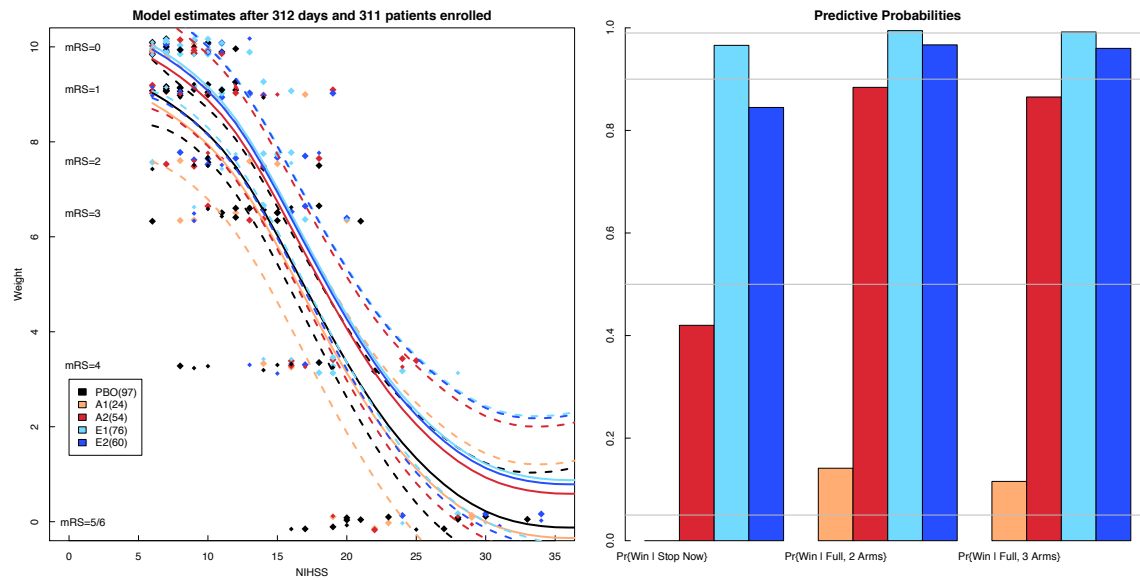 Model estimates after 312 days and 311 patients enrolled
Weight
10
8
6
4
2
0
mRS=0
mRS=1
mRS=2
mRS=3
mRS=4
mRS=5/6
PBO(97)
A1(24)
A2(54)
E1(76)
E2(60)
0
5
10
15
20
25
30
35
NIHSS
Predictive Probabilities
1.0
0.8
0.6
0.4
0.2
0.0
Pr{Win | Stop Now}
Pr{Win | Full, 2 Arms}
Pr{Win | Full, 3 Arms}